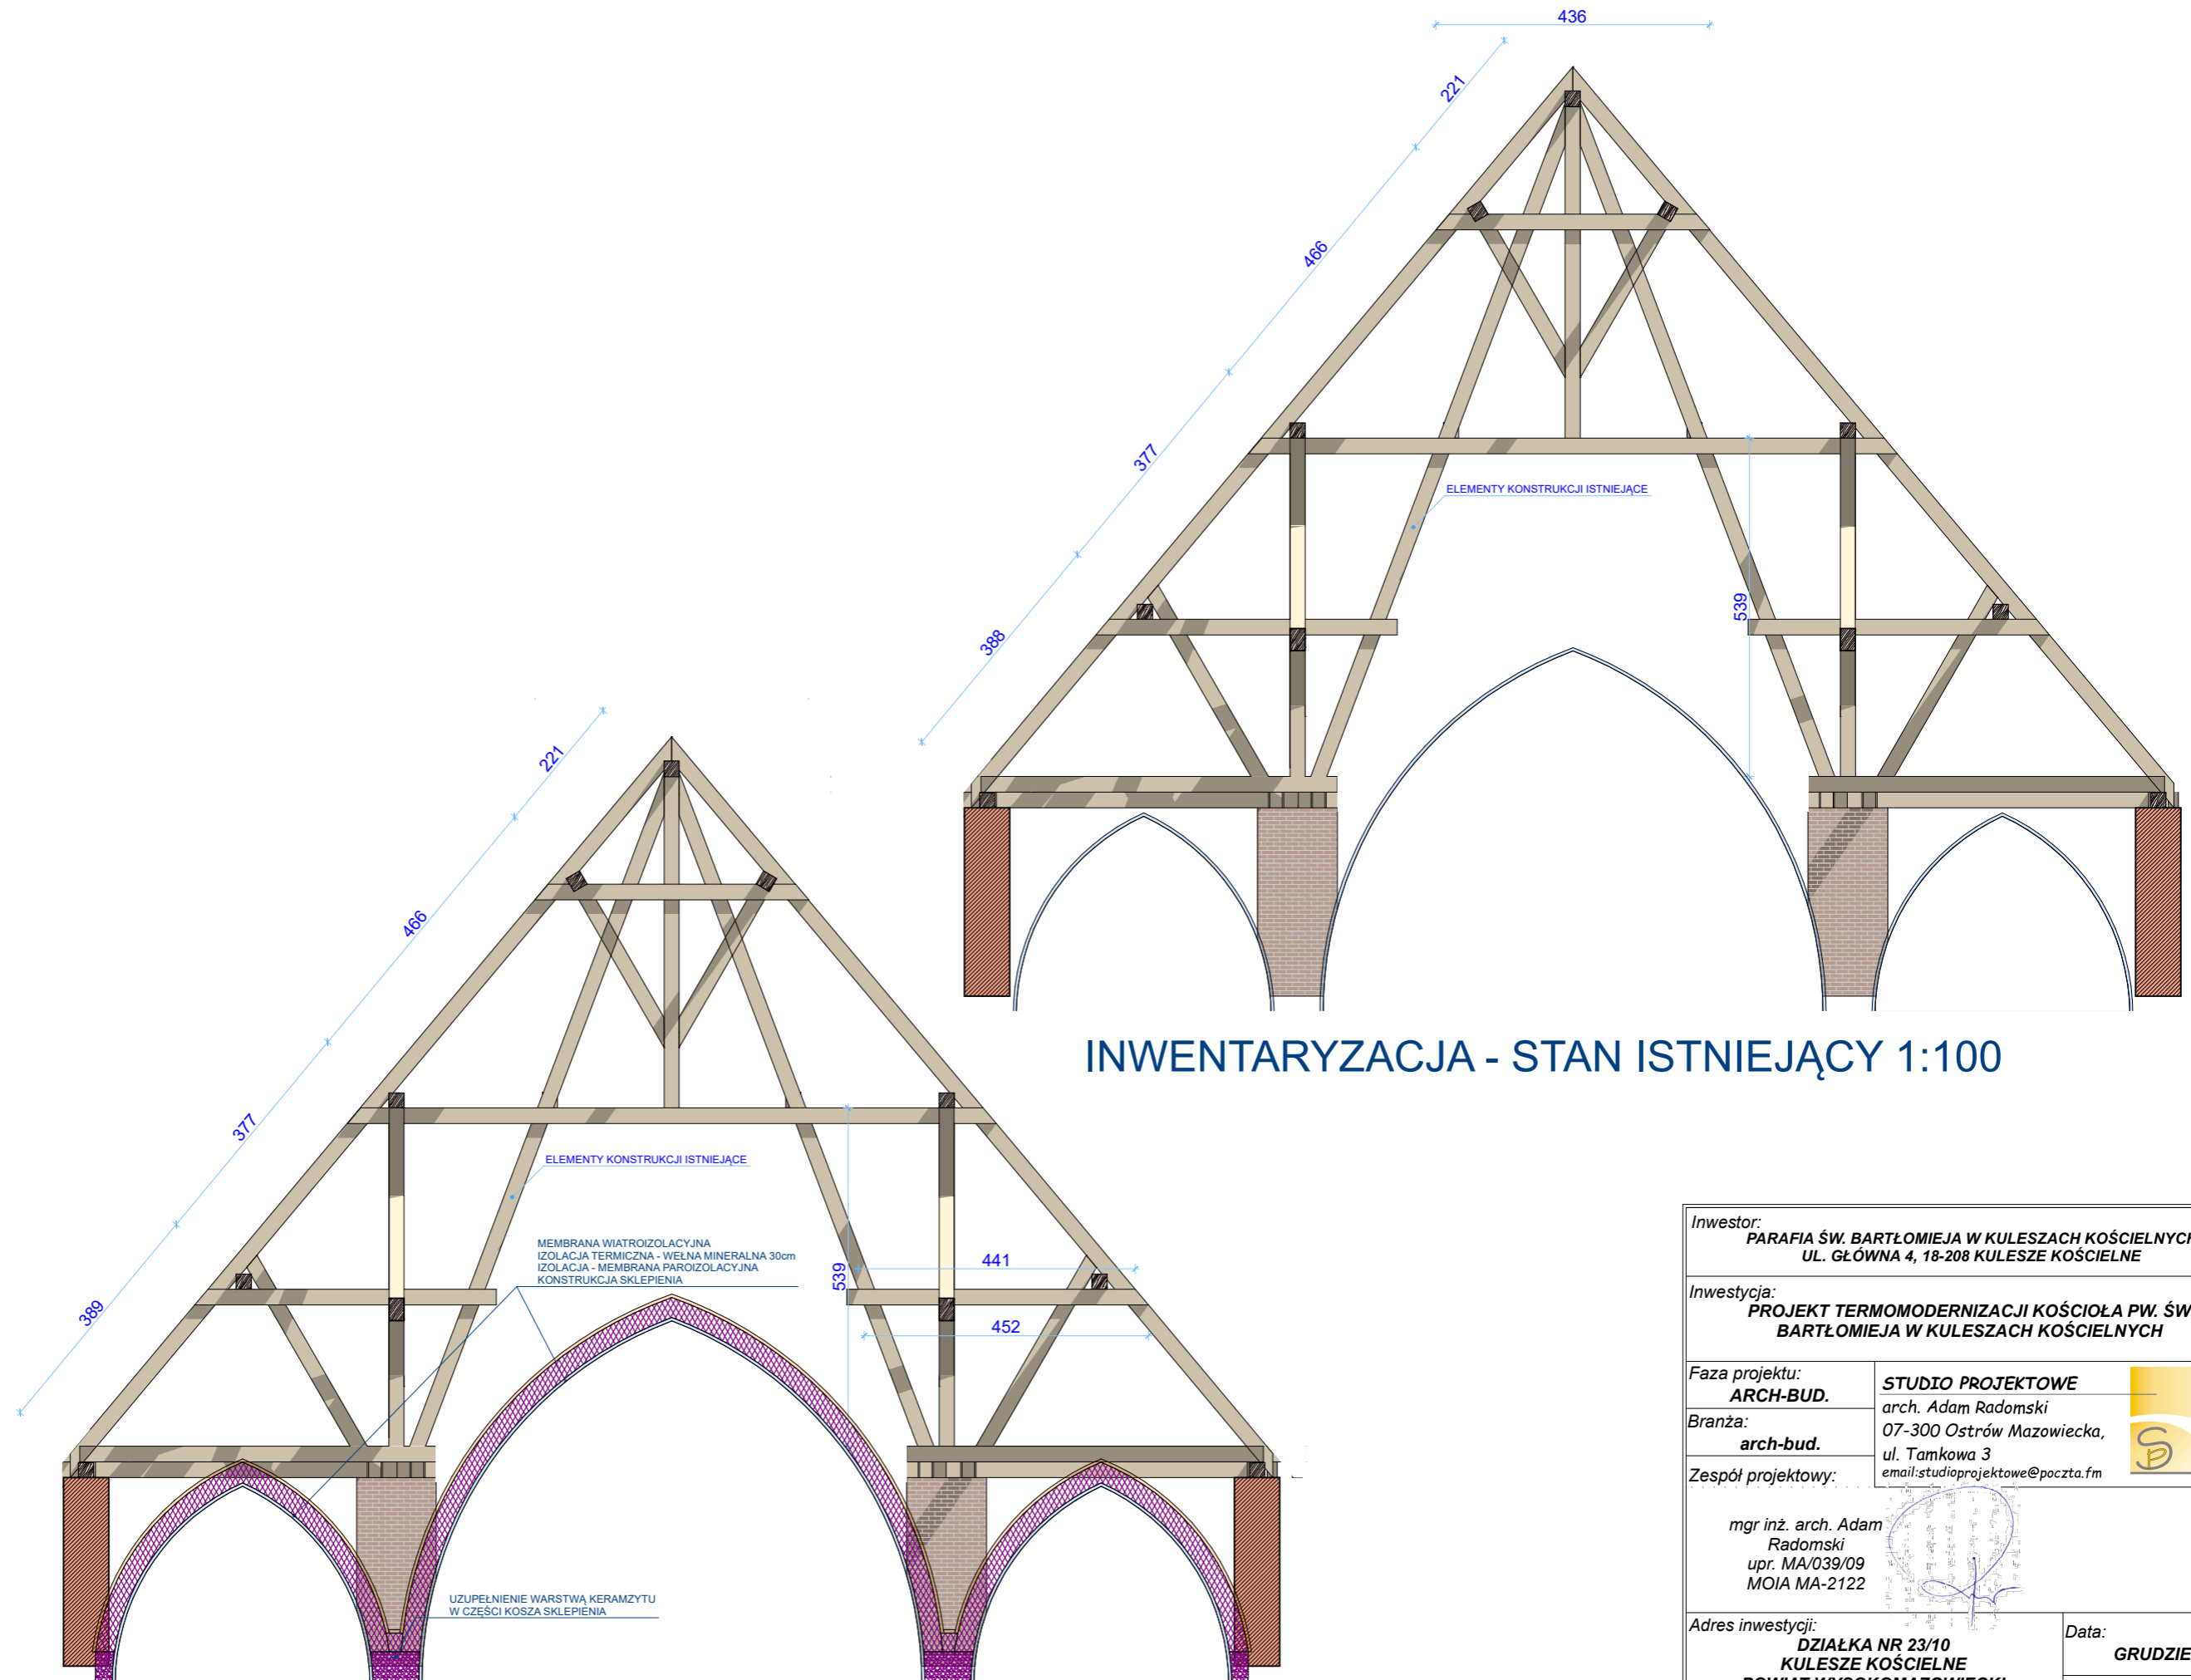 436
221
466
377
388
539
ELEMENTY KONSTRUKCJI ISTNIEJĄCE
INWENTARYZACJA - STAN ISTNIEJĄCY 1:100
221
466
377
389
ELEMENTY KONSTRUKCJI ISTNIEJĄCE
MEMBRANA WIATROIZOLACYJNA
IZOLACJA TERMICZNA - WEŁNA MINERALNA 30cm
IZOLACJA - MEMBRANA PAROIZOLACYJNA
KONSTRUKCJA SKLEPIENIA
539
441
452
UZUPEŁNIENIE WARSTWĄ KERAMZYTU
W CZĘŚCI KOSZA SKLEPIENIA
Inwestor:
PARAFIA ŚW. BARTŁOMIEJA W KULESZACH KOŚCIELNYCH
UL. GŁÓWNA 4, 18-208 KULESZE KOŚCIELNE
Inwestycja:
PROJEKT TERMOMODERNIZACJI KOŚCIOŁA PW. ŚW.
BARTŁOMIEJA W KULESZACH KOŚCIELNYCH
Faza projektu:
ARCH-BUD.
Branża:
arch-bud.
Zespół projektowy:
STUDIO PROJEKTOWE
arch. Adam Radomski
07-300 Ostrów Mazowiecka,
ul. Tamkowa 3
email:studioprojektowe@poczta.fm
SP
mgr inż. arch. Adam
Radomski
upr. MA/039/09
MOIA MA-2122
Adres inwestycji:
DZIAŁKA NR 23/10
KULESZE KOŚCIELNE
POWIAT WYSOKOMAZOWIECKI
Data:
GRUDZIE